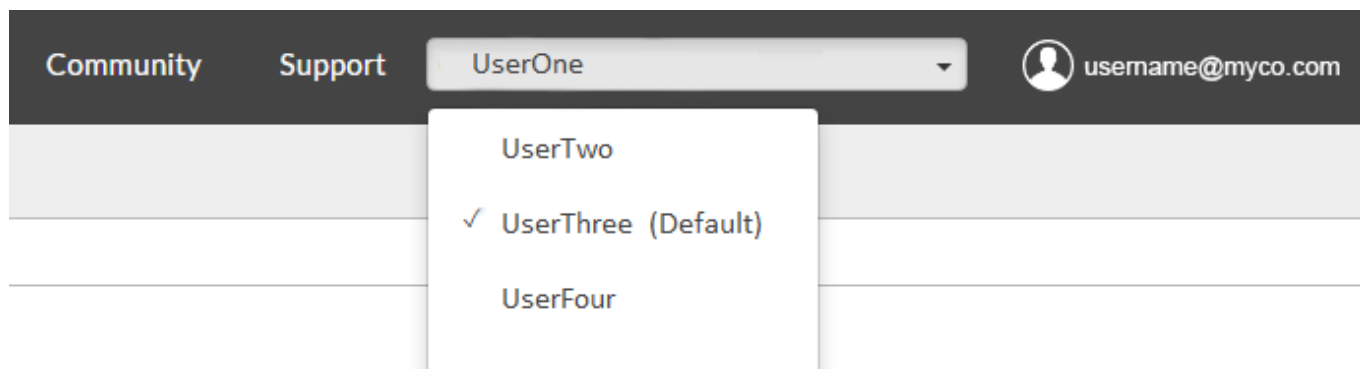 Community Support UserOne username@myco.com
UserTwo
✓ UserThree (Default)
UserFour